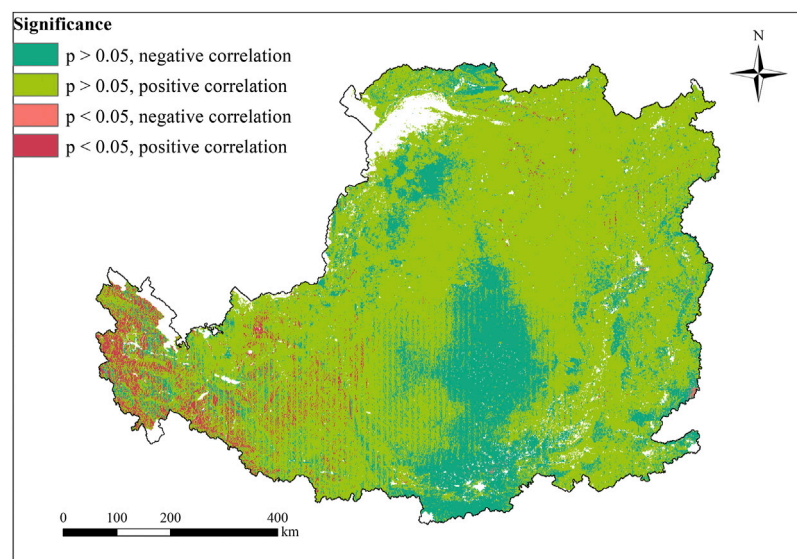 Significance
p > 0.05, negative correlation
p > 0.05, positive correlation
p < 0.05, negative correlation
p < 0.05, positive correlation
N
0 100 200 400
km